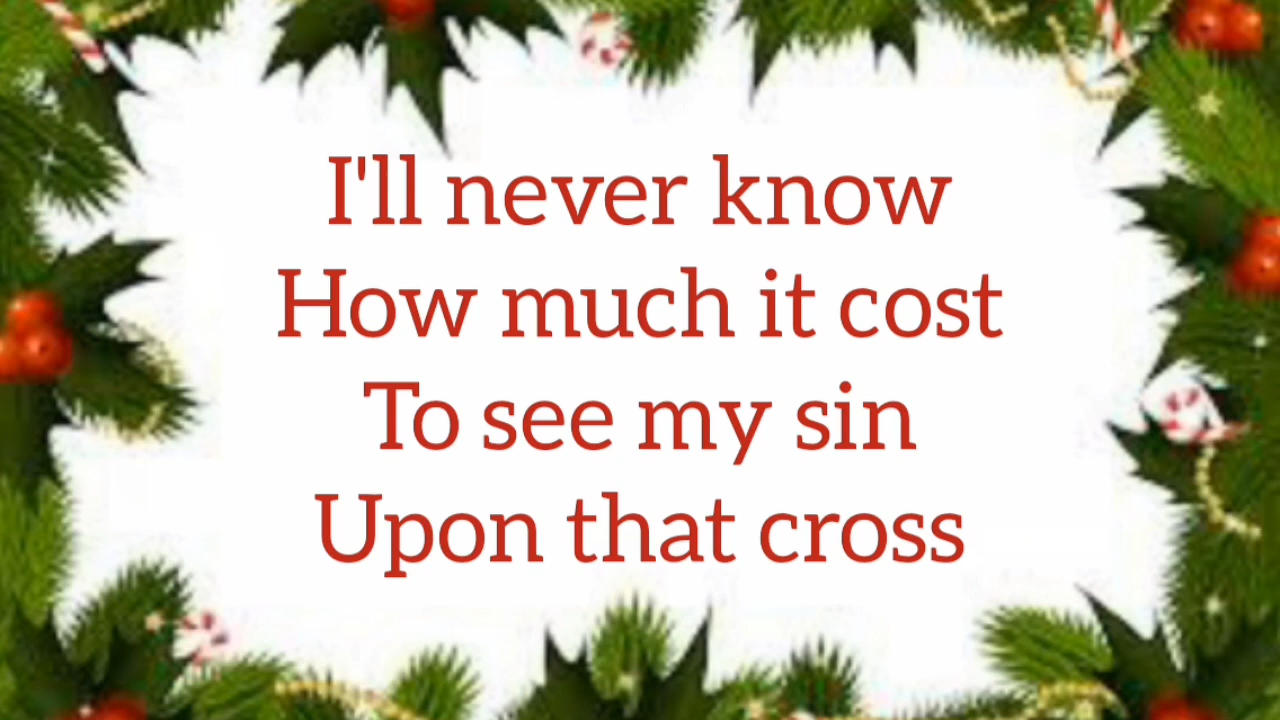 I'll never know
How much it cost
To see my sin
Upon that cross